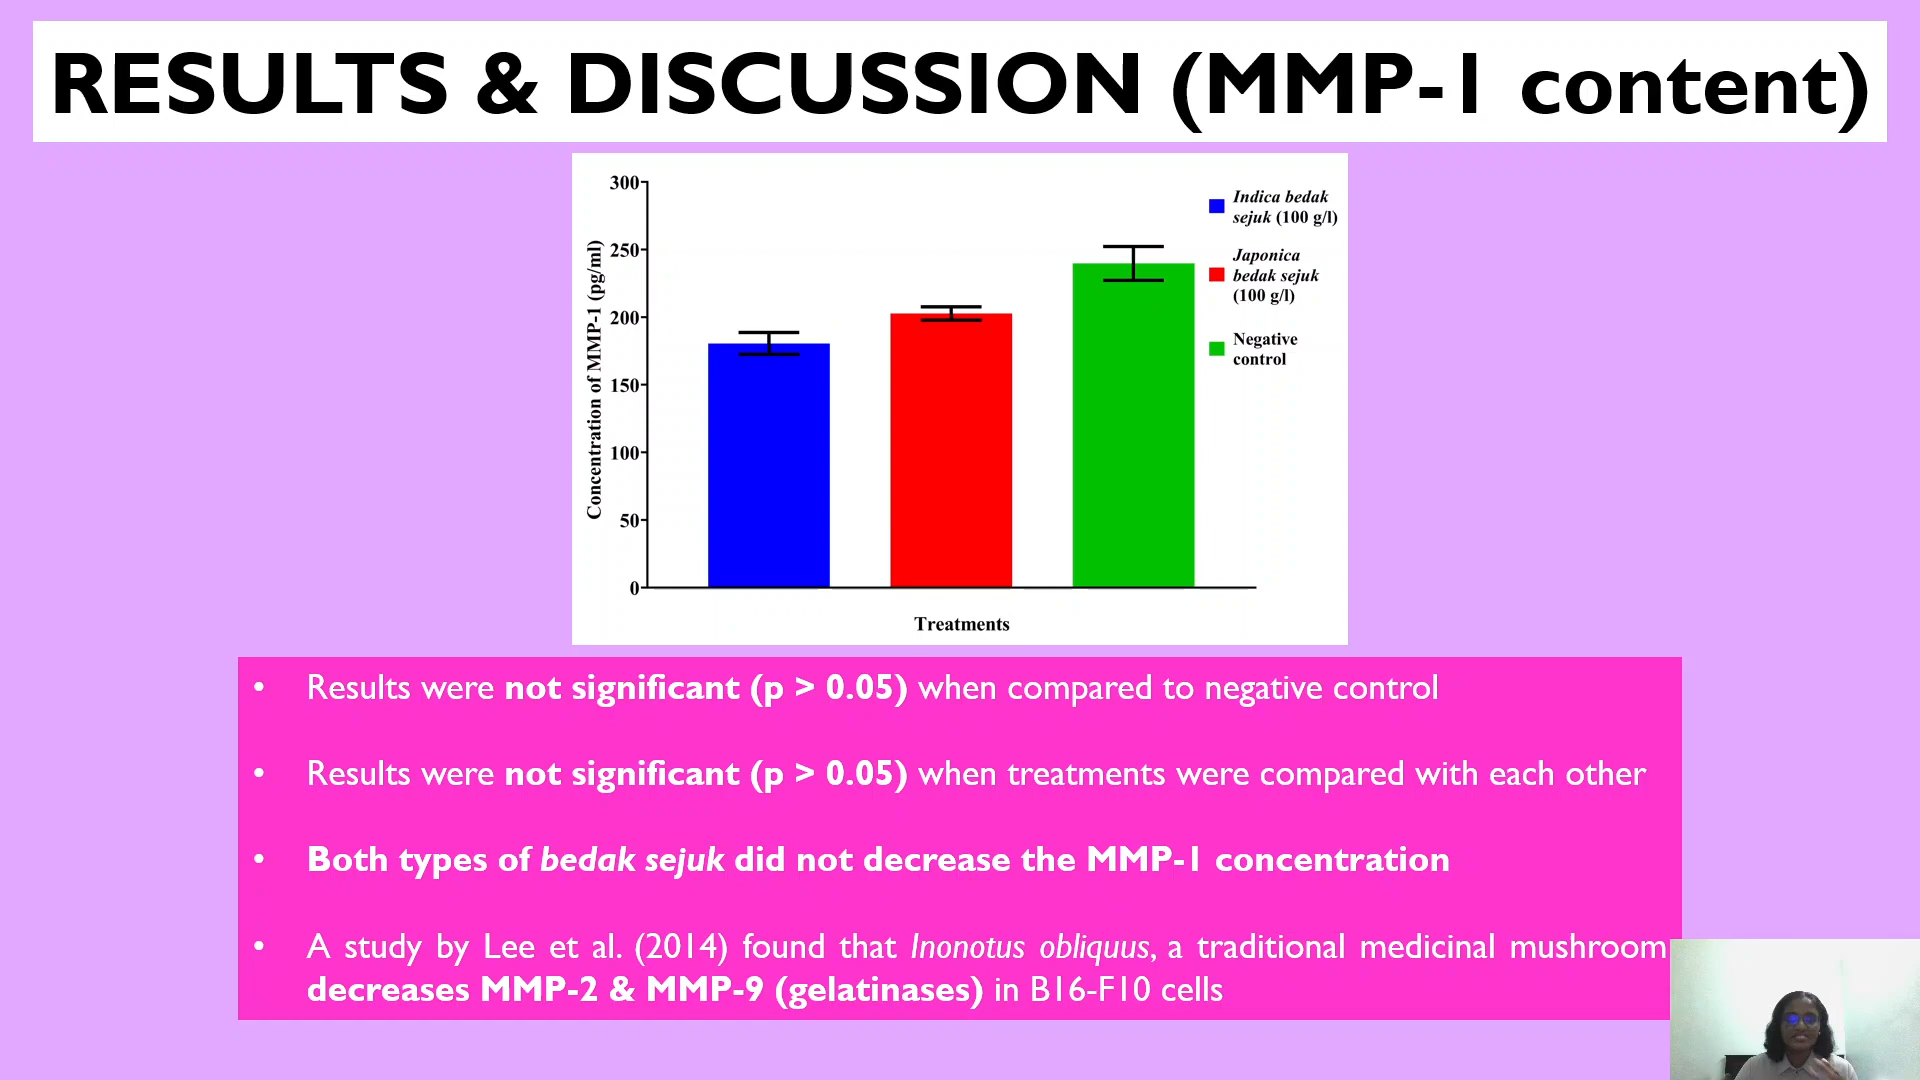 RESULTS & DISCUSSION (MMP-1 content)
300
250
200
150
100
50
0
Concentration of MMP-1 (pg/ml)
Treatments
Indica bedak
sejuk (100 g/l)
Japonica
bedak sejuk
(100 g/l)
Negative
control
• Results were not significant (p > 0.05) when compared to negative control
• Results were not significant (p > 0.05) when treatments were compared with each other
• Both types of bedak sejuk did not decrease the MMP-1 concentration
• A study by Lee et al. (2014) found that Inonotus obliquus, a traditional medicinal mushroom
decreases MMP-2 & MMP-9 (gelatinases) in B16-F10 cells